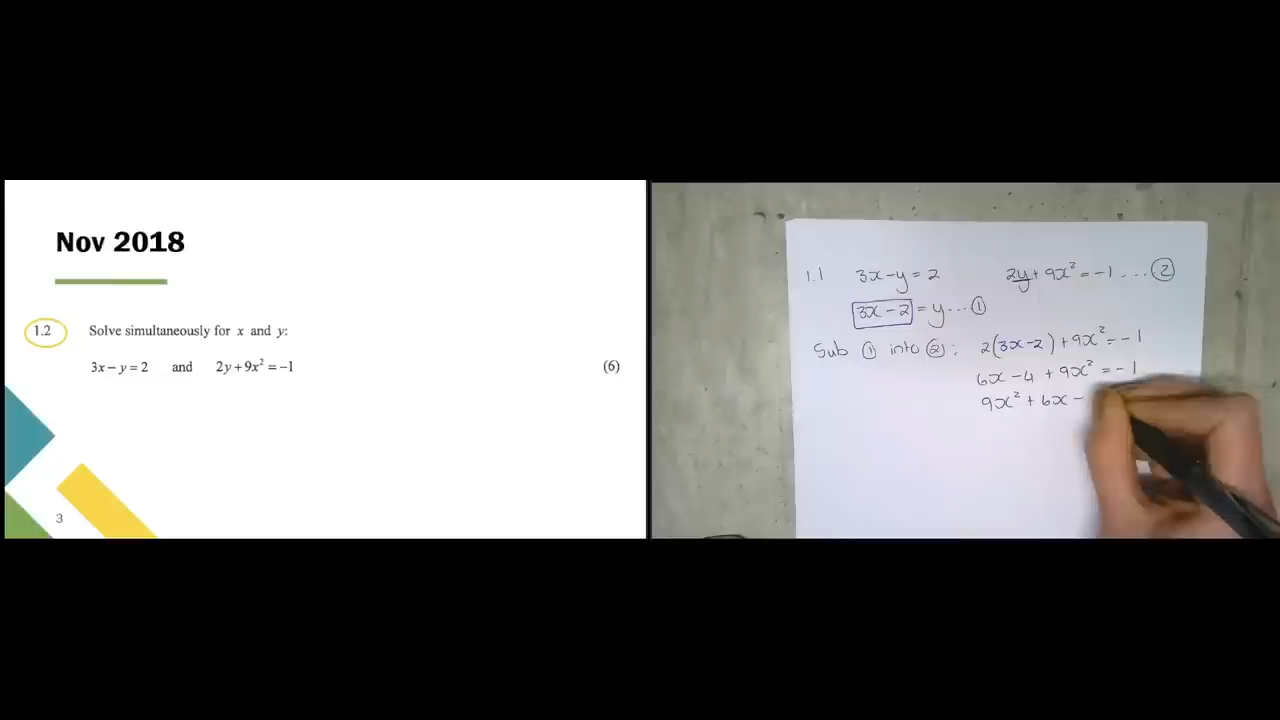 Nov 2018
1.2 Solve simultaneously for x and y:
3x − y = 2 and 2y + 9x² = −1 (6)
3
1.1 3x − y = 2 2y + 9x² = −1 .... ②
3x − 2 = y ... ①
Sub ① into ②: 2(3x − 2) + 9x² = −1
6x − 4 + 9x² = −1
9x² + 6x −